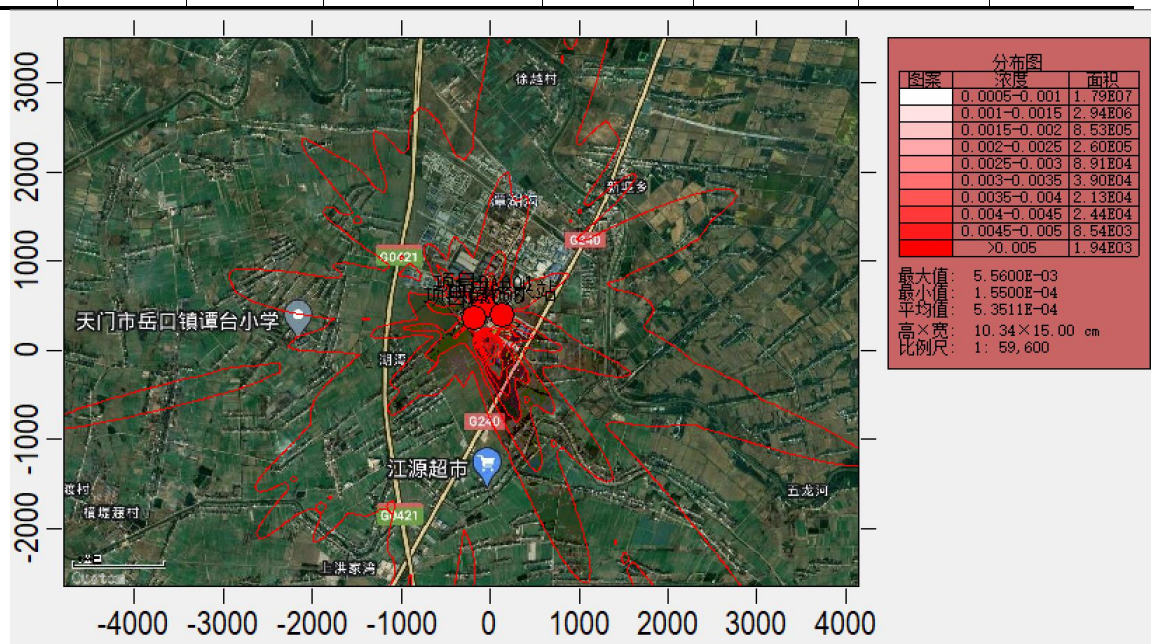 3000
2000
1000
0
-1000
-2000
-4000
-3000
-2000
-1000
0
1000
2000
3000
4000
徐越村
新堰乡
潭湖沟
G240
G0421
天门市岳口镇谭台小学
湖湾
G240
江源超市
渡村
横堤渡村
五龙河
G0421
上洪家湾
分布图
图案 浓度 面积
0.0005-0.001 1.79E07
0.001-0.0015 2.94E06
0.0015-0.002 8.53E05
0.002-0.0025 2.60E05
0.0025-0.003 8.91E04
0.003-0.0035 3.90E04
0.0035-0.004 2.13E04
0.004-0.0045 2.44E04
0.0045-0.005 8.54E03
>0.005 1.94E03
最大值: 5.5600E-03
最小值: 1.5500E-04
平均值: 5.3511E-04
高×宽: 10.34×15.00 cm
比例尺: 1: 59,600